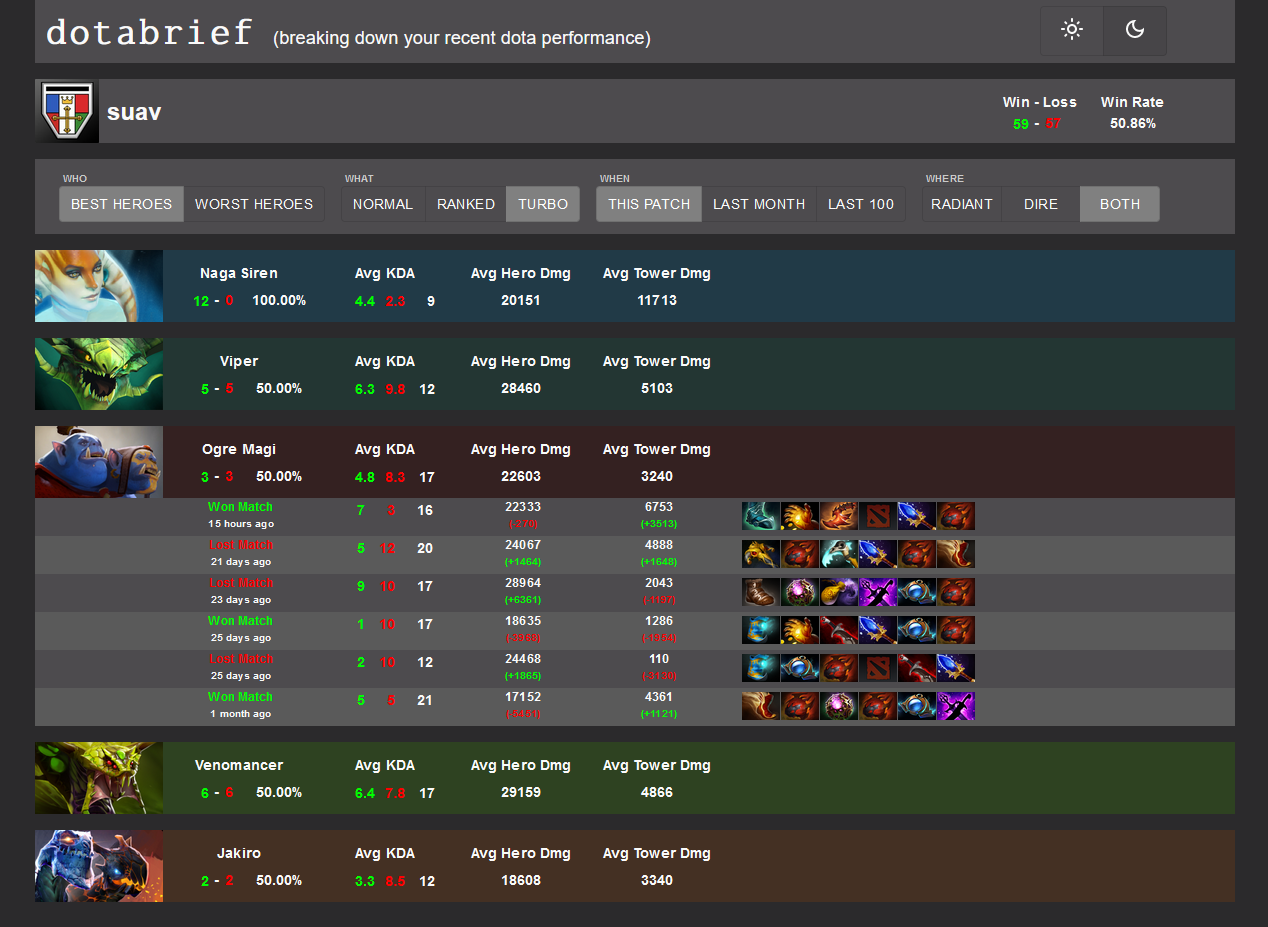 dotabrief (breaking down your recent dota performance)
suav
Win - Loss Win Rate
59 - 57 50.86%
WHO WHAT WHEN WHERE
BEST HEROES WORST HEROES NORMAL RANKED TURBO THIS PATCH LAST MONTH LAST 100 RADIANT DIRE BOTH
Naga Siren Avg KDA Avg Hero Dmg Avg Tower Dmg
12 - 0 100.00% 4.4 2.3 9 20151 11713
Viper Avg KDA Avg Hero Dmg Avg Tower Dmg
5 - 5 50.00% 6.3 9.8 12 28460 5103
Ogre Magi Avg KDA Avg Hero Dmg Avg Tower Dmg
3 - 3 50.00% 4.8 8.3 17 22603 3240
Won Match 7 3 16 22333 6753
15 hours ago (-270) (+3513)
Lost Match 5 12 20 24067 4888
21 days ago (+1464) (+1648)
Lost Match 9 10 17 28964 2043
23 days ago (+6361) (-1197)
Won Match 1 10 17 18635 1286
25 days ago (-3968) (-1954)
Lost Match 2 10 12 24468 110
25 days ago (+1865) (-3130)
Won Match 5 5 21 17152 4361
1 month ago (-5451) (+1121)
Venomancer Avg KDA Avg Hero Dmg Avg Tower Dmg
6 - 6 50.00% 6.4 7.8 17 29159 4866
Jakiro Avg KDA Avg Hero Dmg Avg Tower Dmg
2 - 2 50.00% 3.3 8.5 12 18608 3340